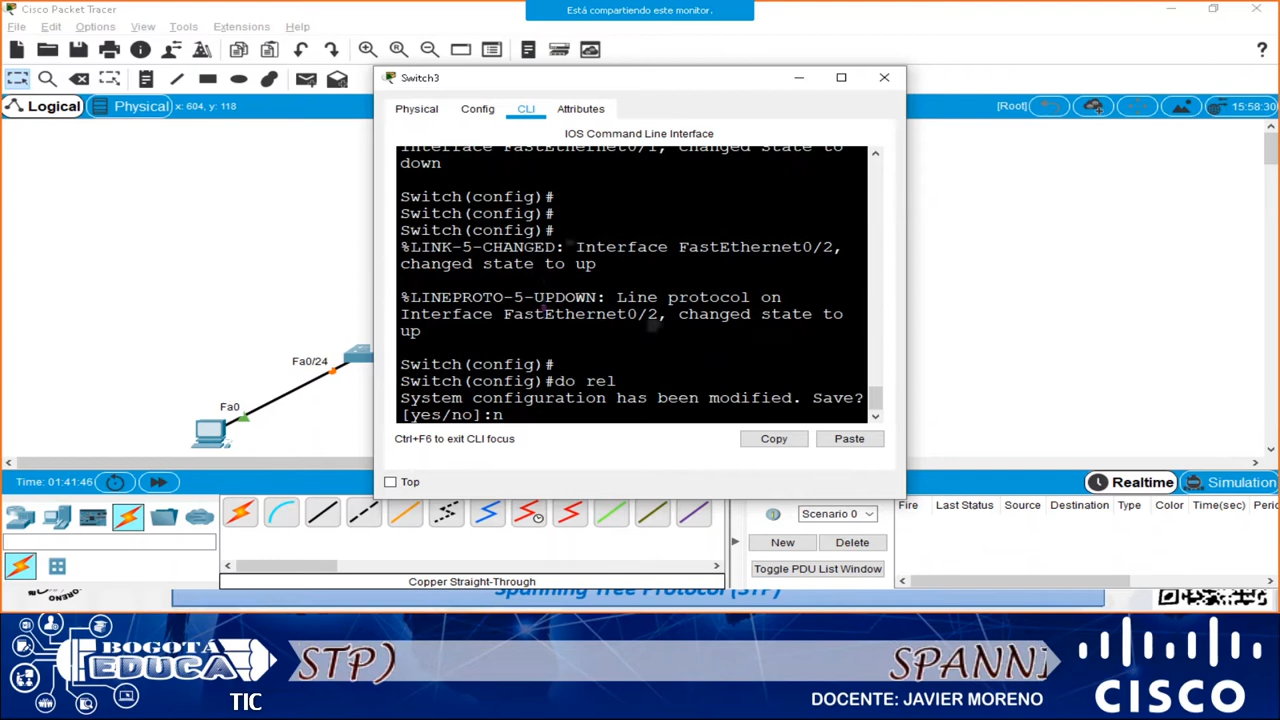 Cisco Packet Tracer
Está compartiendo este monitor.
File Edit Options View Tools Extensions Help
Switch3
Logical Physical x: 604, y: 118
[Root] 15:58:30
Physical Config CLI Attributes
IOS Command Line Interface
Interface FastEthernet0/1, changed state to
down
Switch(config)#
Switch(config)#
Switch(config)#
%LINK-5-CHANGED: Interface FastEthernet0/2,
changed state to up
%LINEPROTO-5-UPDOWN: Line protocol on
Interface FastEthernet0/2, changed state to
up
Switch(config)#
Switch(config)#do rel
System configuration has been modified. Save?
[yes/no]:n
Fa0/24
Fa0
Ctrl+F6 to exit CLI focus
Copy Paste
Top
Time: 01:41:46
Realtime Simulation
Scenario 0
Fire Last Status Source Destination Type Color Time(sec) Perio
New Delete
Toggle PDU List Window
Copper Straight-Through
Spanning Tree Protocol (STP)
BOGOTÁ
EDUCA
TIC
STP)
SPANNI
DOCENTE: JAVIER MORENO
CISCO